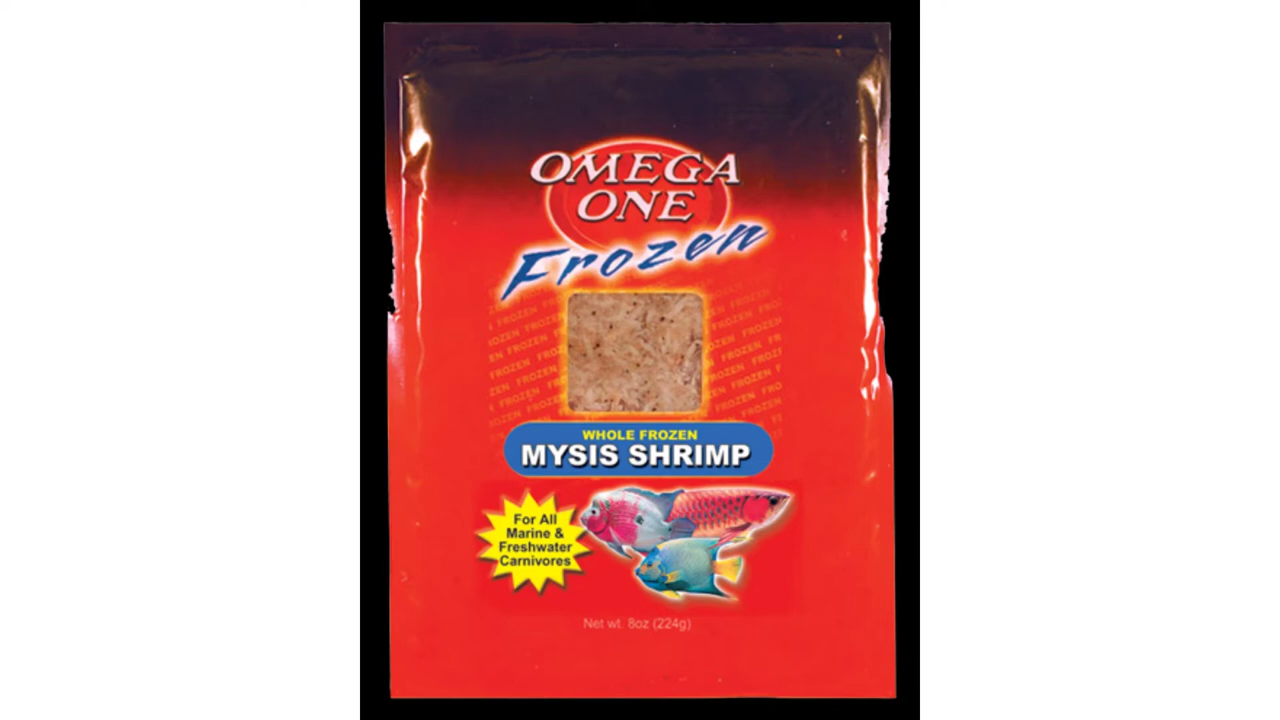 OMEGA
ONE
Frozen
WHOLE FROZEN
MYSIS SHRIMP
For All
Marine &
Freshwater
Carnivores
Net wt. 8oz (224g)